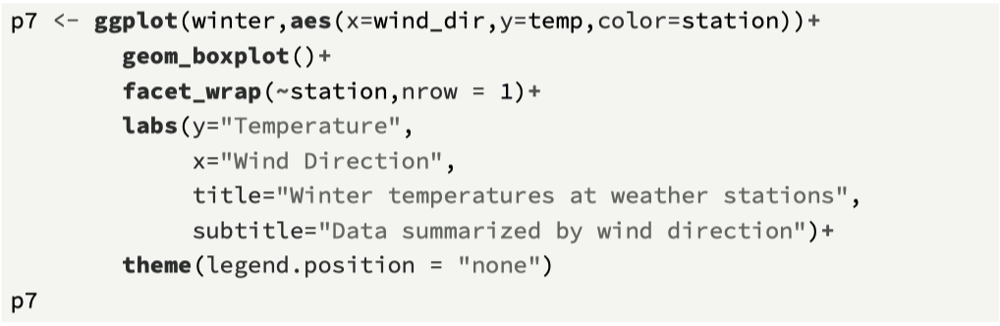 p7 <- ggplot(winter,aes(x=wind_dir,y=temp,color=station))+
geom_boxplot()+
facet_wrap(~station,nrow = 1)+
labs(y="Temperature",
x="Wind Direction",
title="Winter temperatures at weather stations",
subtitle="Data summarized by wind direction")+
theme(legend.position = "none")
p7